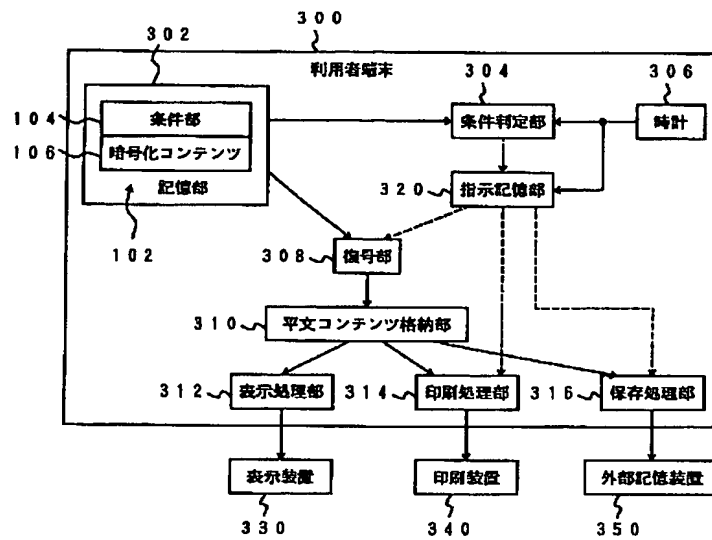 300
利用者端末
302
304
306
104
条件部
条件判定部
時計
106
暗号化コンテンツ
記憶部
320
指示記憶部
102
308
復号部
310
平文コンテンツ格納部
312
表示処理部
314
印刷処理部
316
保存処理部
表示装置
印刷装置
外部記憶装置
330
340
350